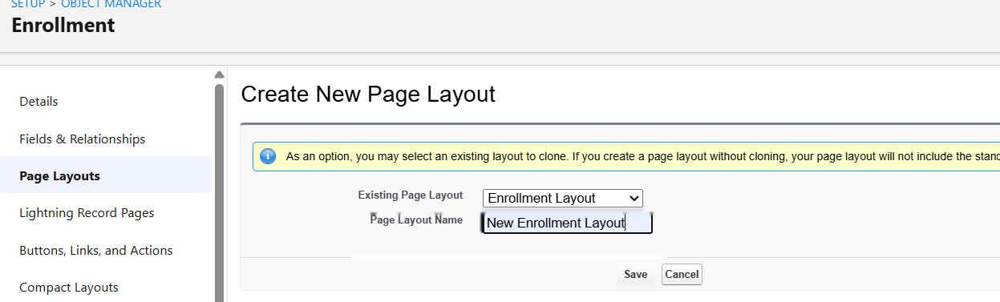 SETUP > OBJECT MANAGER
Enrollment
Details
Fields & Relationships
Page Layouts
Lightning Record Pages
Buttons, Links, and Actions
Compact Layouts
Create New Page Layout
As an option, you may select an existing layout to clone. If you create a page layout without cloning, your page layout will not include the stand
Existing Page Layout Enrollment Layout
Page Layout Name New Enrollment Layout
Save Cancel